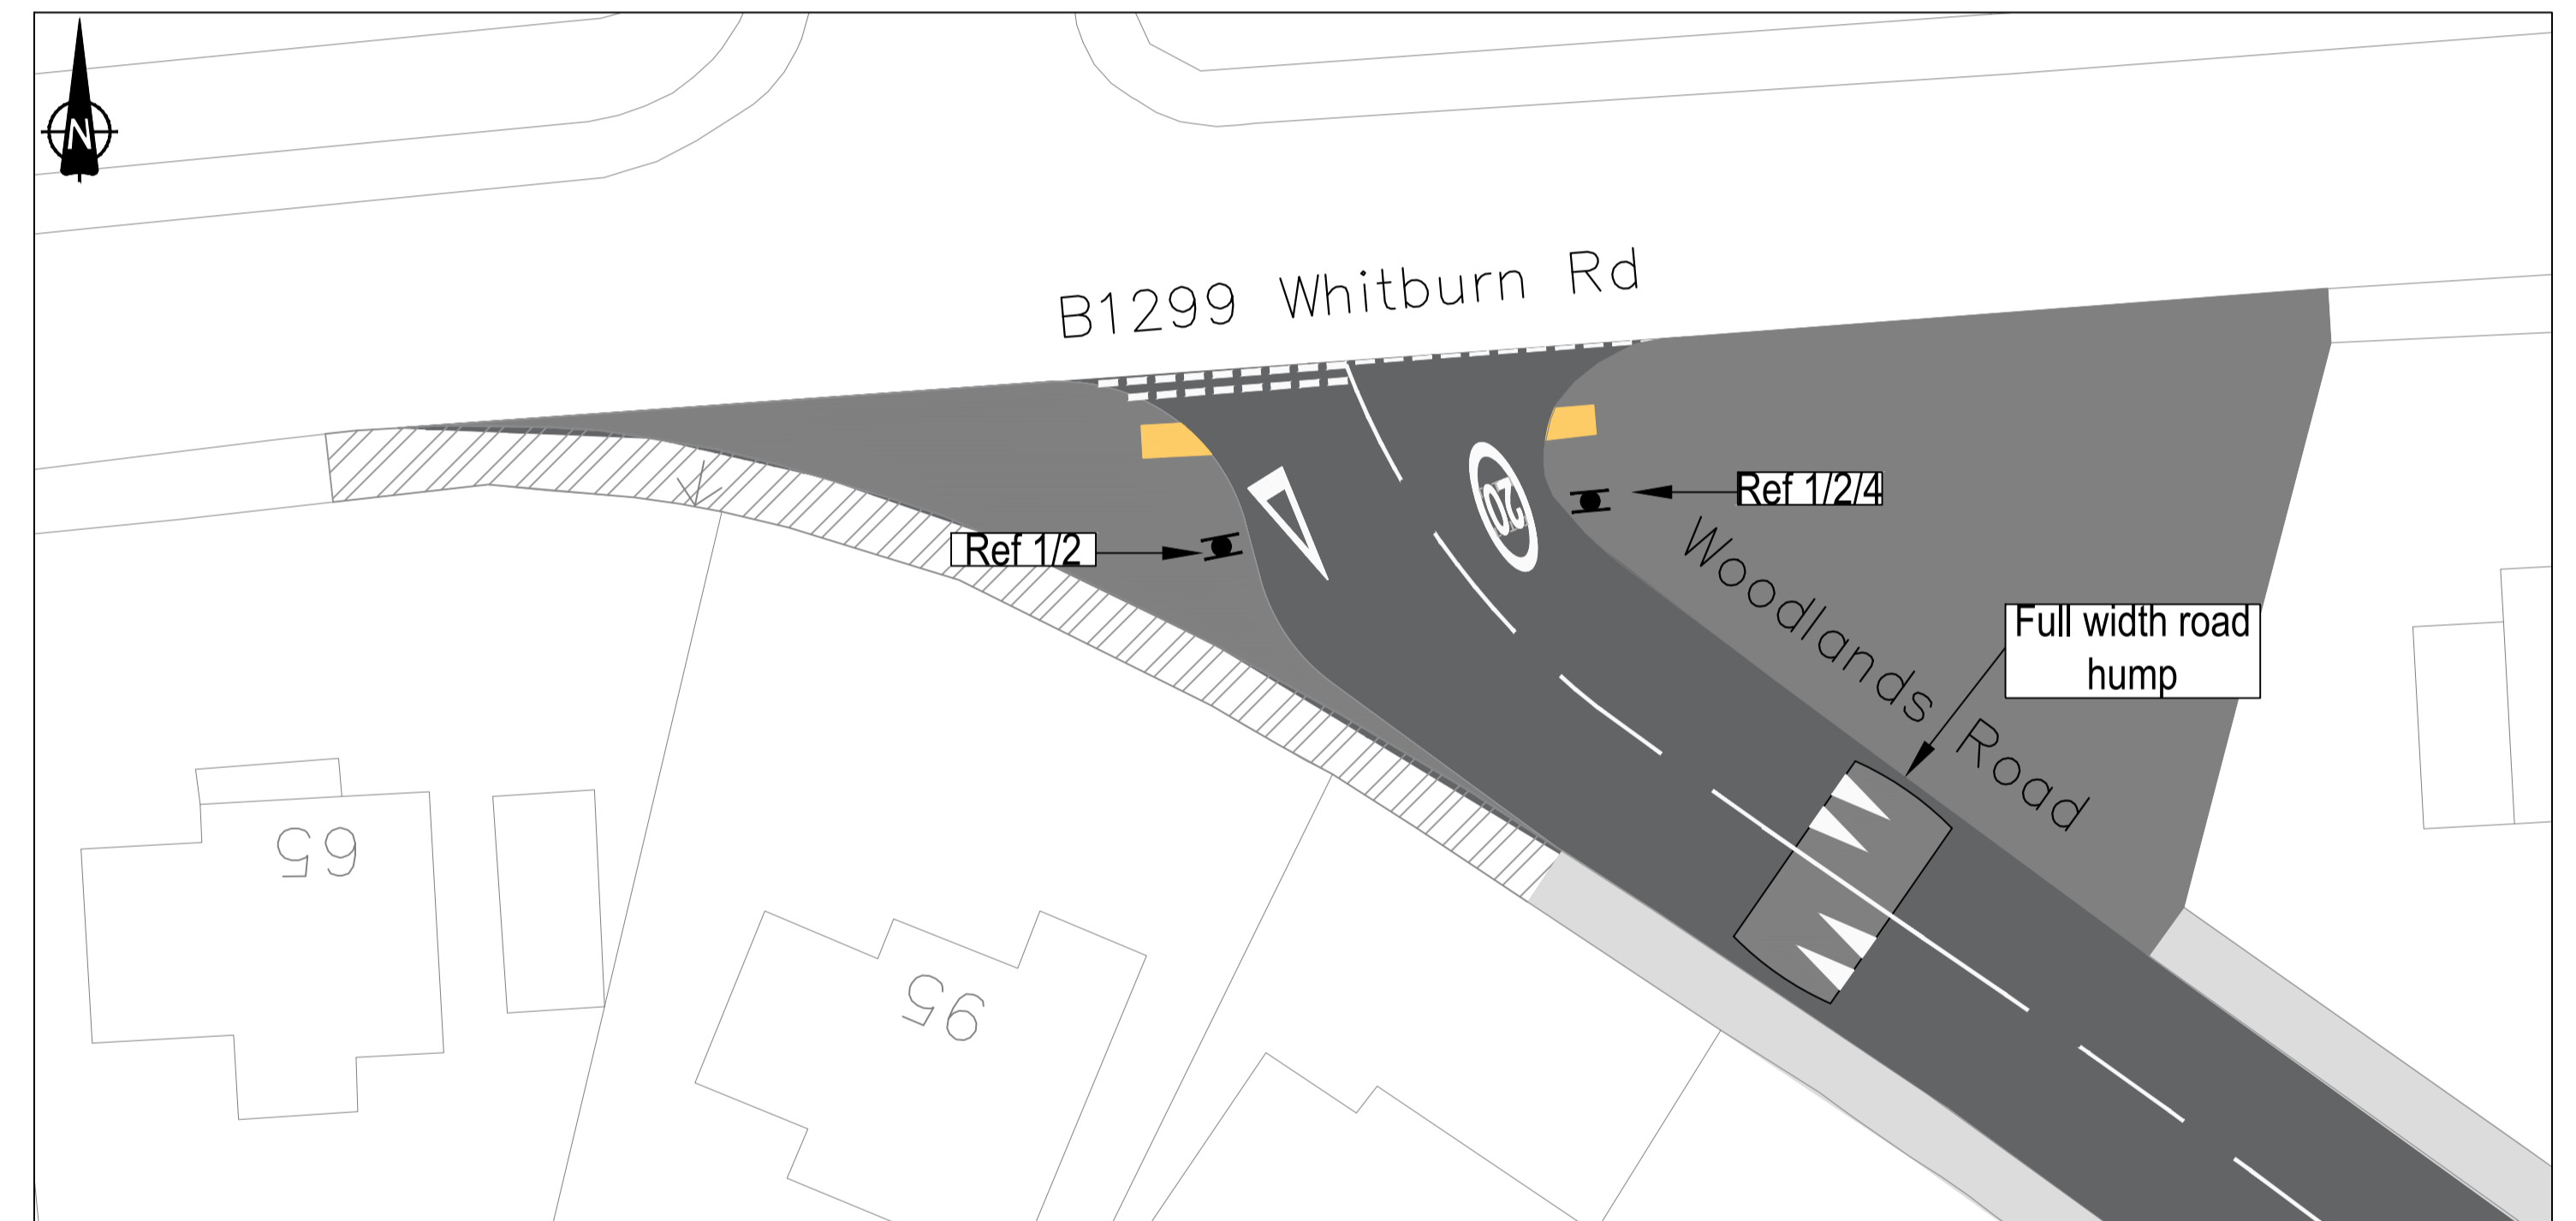 N
B1299 Whitburn Rd
Ref 1/2/4
20
Ref 1/2
Woodlands Road
Full width road
hump
65
95